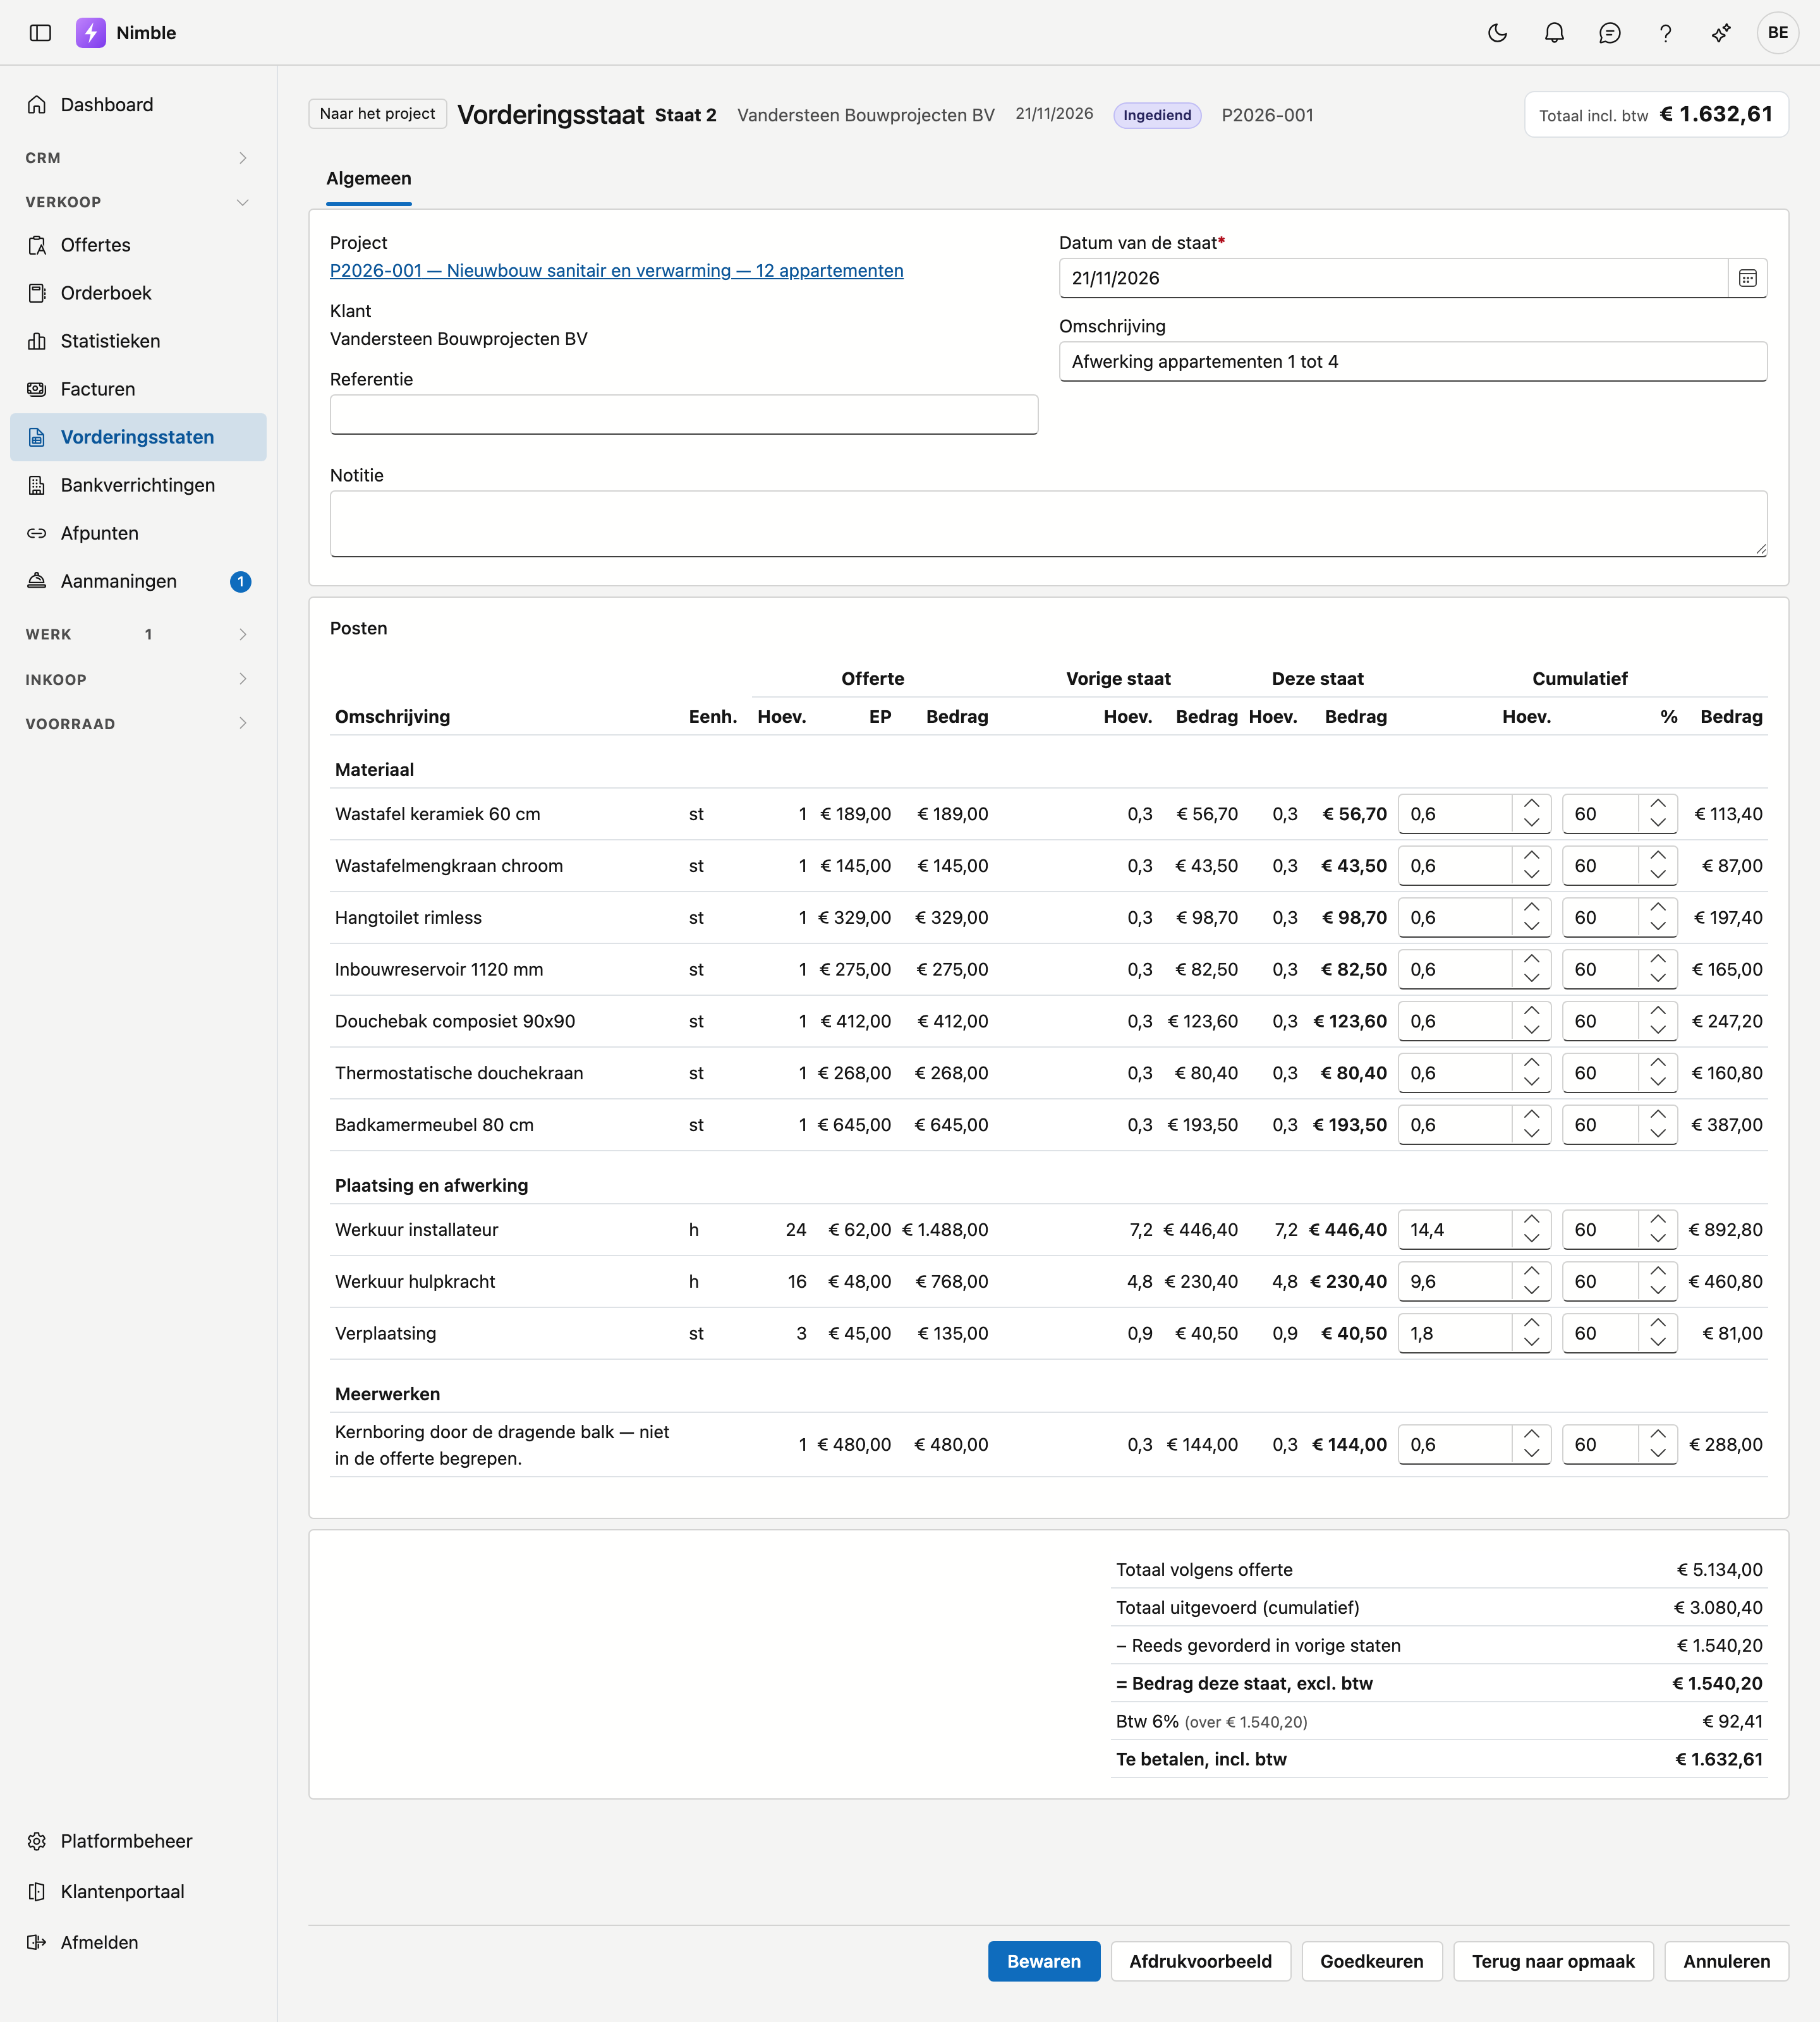 Nimble
BE
Dashboard
CRM
VERKOOP
Offertes
Orderboek
Statistieken
Facturen
Vorderingsstaten
Bankverrichtingen
Afpunten
Aanmaningen 1
WERK 1
INKOOP
VOORRAAD
Platformbeheer
Klantenportaal
Afmelden
Naar het project Vorderingsstaat Staat 2 Vandersteen Bouwprojecten BV 21/11/2026 Ingediend P2026-001 Totaal incl. btw € 1.632,61
Algemeen
Project
P2026-001 — Nieuwbouw sanitair en verwarming — 12 appartementen
Klant
Vandersteen Bouwprojecten BV
Referentie
Datum van de staat*
21/11/2026
Omschrijving
Afwerking appartementen 1 tot 4
Notitie
Posten
Offerte Vorige staat Deze staat Cumulatief
Omschrijving Eenh. Hoev. EP Bedrag Hoev. Bedrag Hoev. Bedrag Hoev. % Bedrag
Materiaal
Wastafel keramiek 60 cm st 1 € 189,00 € 189,00 0,3 € 56,70 0,3 € 56,70 0,6 60 € 113,40
Wastafelmengkraan chroom st 1 € 145,00 € 145,00 0,3 € 43,50 0,3 € 43,50 0,6 60 € 87,00
Hangtoilet rimless st 1 € 329,00 € 329,00 0,3 € 98,70 0,3 € 98,70 0,6 60 € 197,40
Inbouwreservoir 1120 mm st 1 € 275,00 € 275,00 0,3 € 82,50 0,3 € 82,50 0,6 60 € 165,00
Douchebak composiet 90x90 st 1 € 412,00 € 412,00 0,3 € 123,60 0,3 € 123,60 0,6 60 € 247,20
Thermostatische douchekraan st 1 € 268,00 € 268,00 0,3 € 80,40 0,3 € 80,40 0,6 60 € 160,80
Badkamermeubel 80 cm st 1 € 645,00 € 645,00 0,3 € 193,50 0,3 € 193,50 0,6 60 € 387,00
Plaatsing en afwerking
Werkuur installateur h 24 € 62,00 € 1.488,00 7,2 € 446,40 7,2 € 446,40 14,4 60 € 892,80
Werkuur hulpkracht h 16 € 48,00 € 768,00 4,8 € 230,40 4,8 € 230,40 9,6 60 € 460,80
Verplaatsing st 3 € 45,00 € 135,00 0,9 € 40,50 0,9 € 40,50 1,8 60 € 81,00
Meerwerken
Kernboring door de dragende balk — niet
in de offerte begrepen. 1 € 480,00 € 480,00 0,3 € 144,00 0,3 € 144,00 0,6 60 € 288,00
Totaal volgens offerte € 5.134,00
Totaal uitgevoerd (cumulatief) € 3.080,40
– Reeds gevorderd in vorige staten € 1.540,20
= Bedrag deze staat, excl. btw € 1.540,20
Btw 6% (over € 1.540,20) € 92,41
Te betalen, incl. btw € 1.632,61
Bewaren Afdrukvoorbeeld Goedkeuren Terug naar opmaak Annuleren